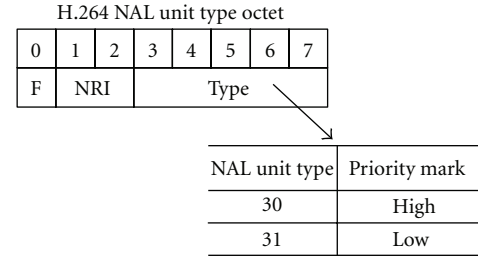 H.264 NAL unit type octet
0 1 2 3 4 5 6 7
F NRI Type
NAL unit type Priority mark
30 High
31 Low